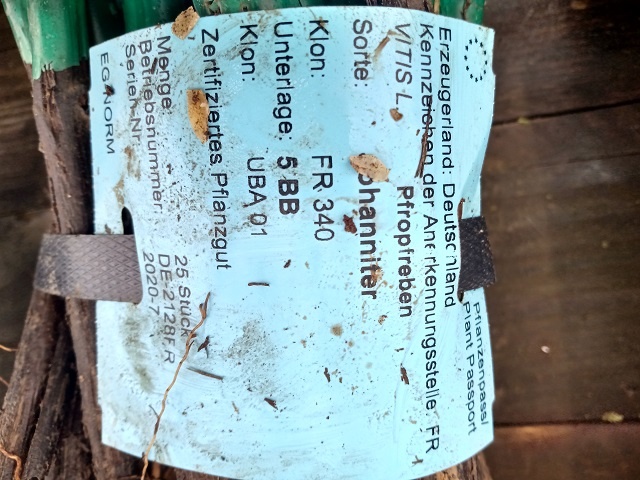 Pflanzenpass/
Plant Passport
Erzeugerland: Deutschland
Kennzeichen der Anerkennungsstelle FR
VITIS L. Pfropfreben
Sorte: Johanniter
Klon: FR 340
Unterlage: 5 BB
Klon: UBA 01
Zertifiziertes Pflanzgut
Menge: 25 Stück
Betriebsnummer: DE-2128FR
Serien-Nr. 2020-7
EG-NORM